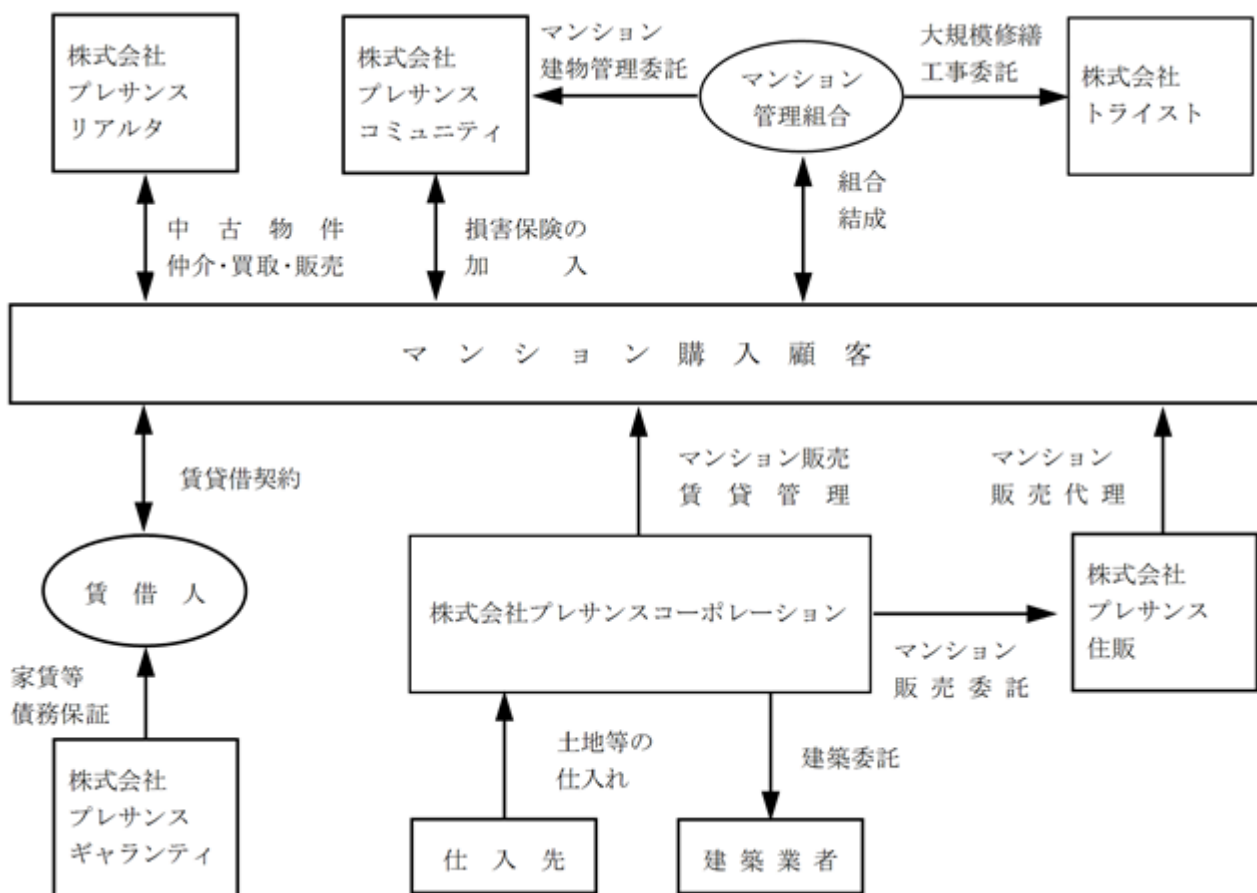 株式会社
プレサンス
リアルタ
株式会社
プレサンス
コミュニティ
マンション
建物管理委託
マンション
管理組合
大規模修繕
工事委託
株式会社
トライスト
中古物件
仲介・買取・販売
損害保険の
加入
組合
結成
マンション購入顧客
賃貸借契約
マンション販売
賃貸管理
マンション
販売代理
賃借人
株式会社プレサンスコーポレーション
マンション
販売委託
株式会社
プレサンス
住販
家賃等
債務保証
土地等の
仕入れ
建築委託
株式会社
プレサンス
ギャランティ
仕入先
建築業者